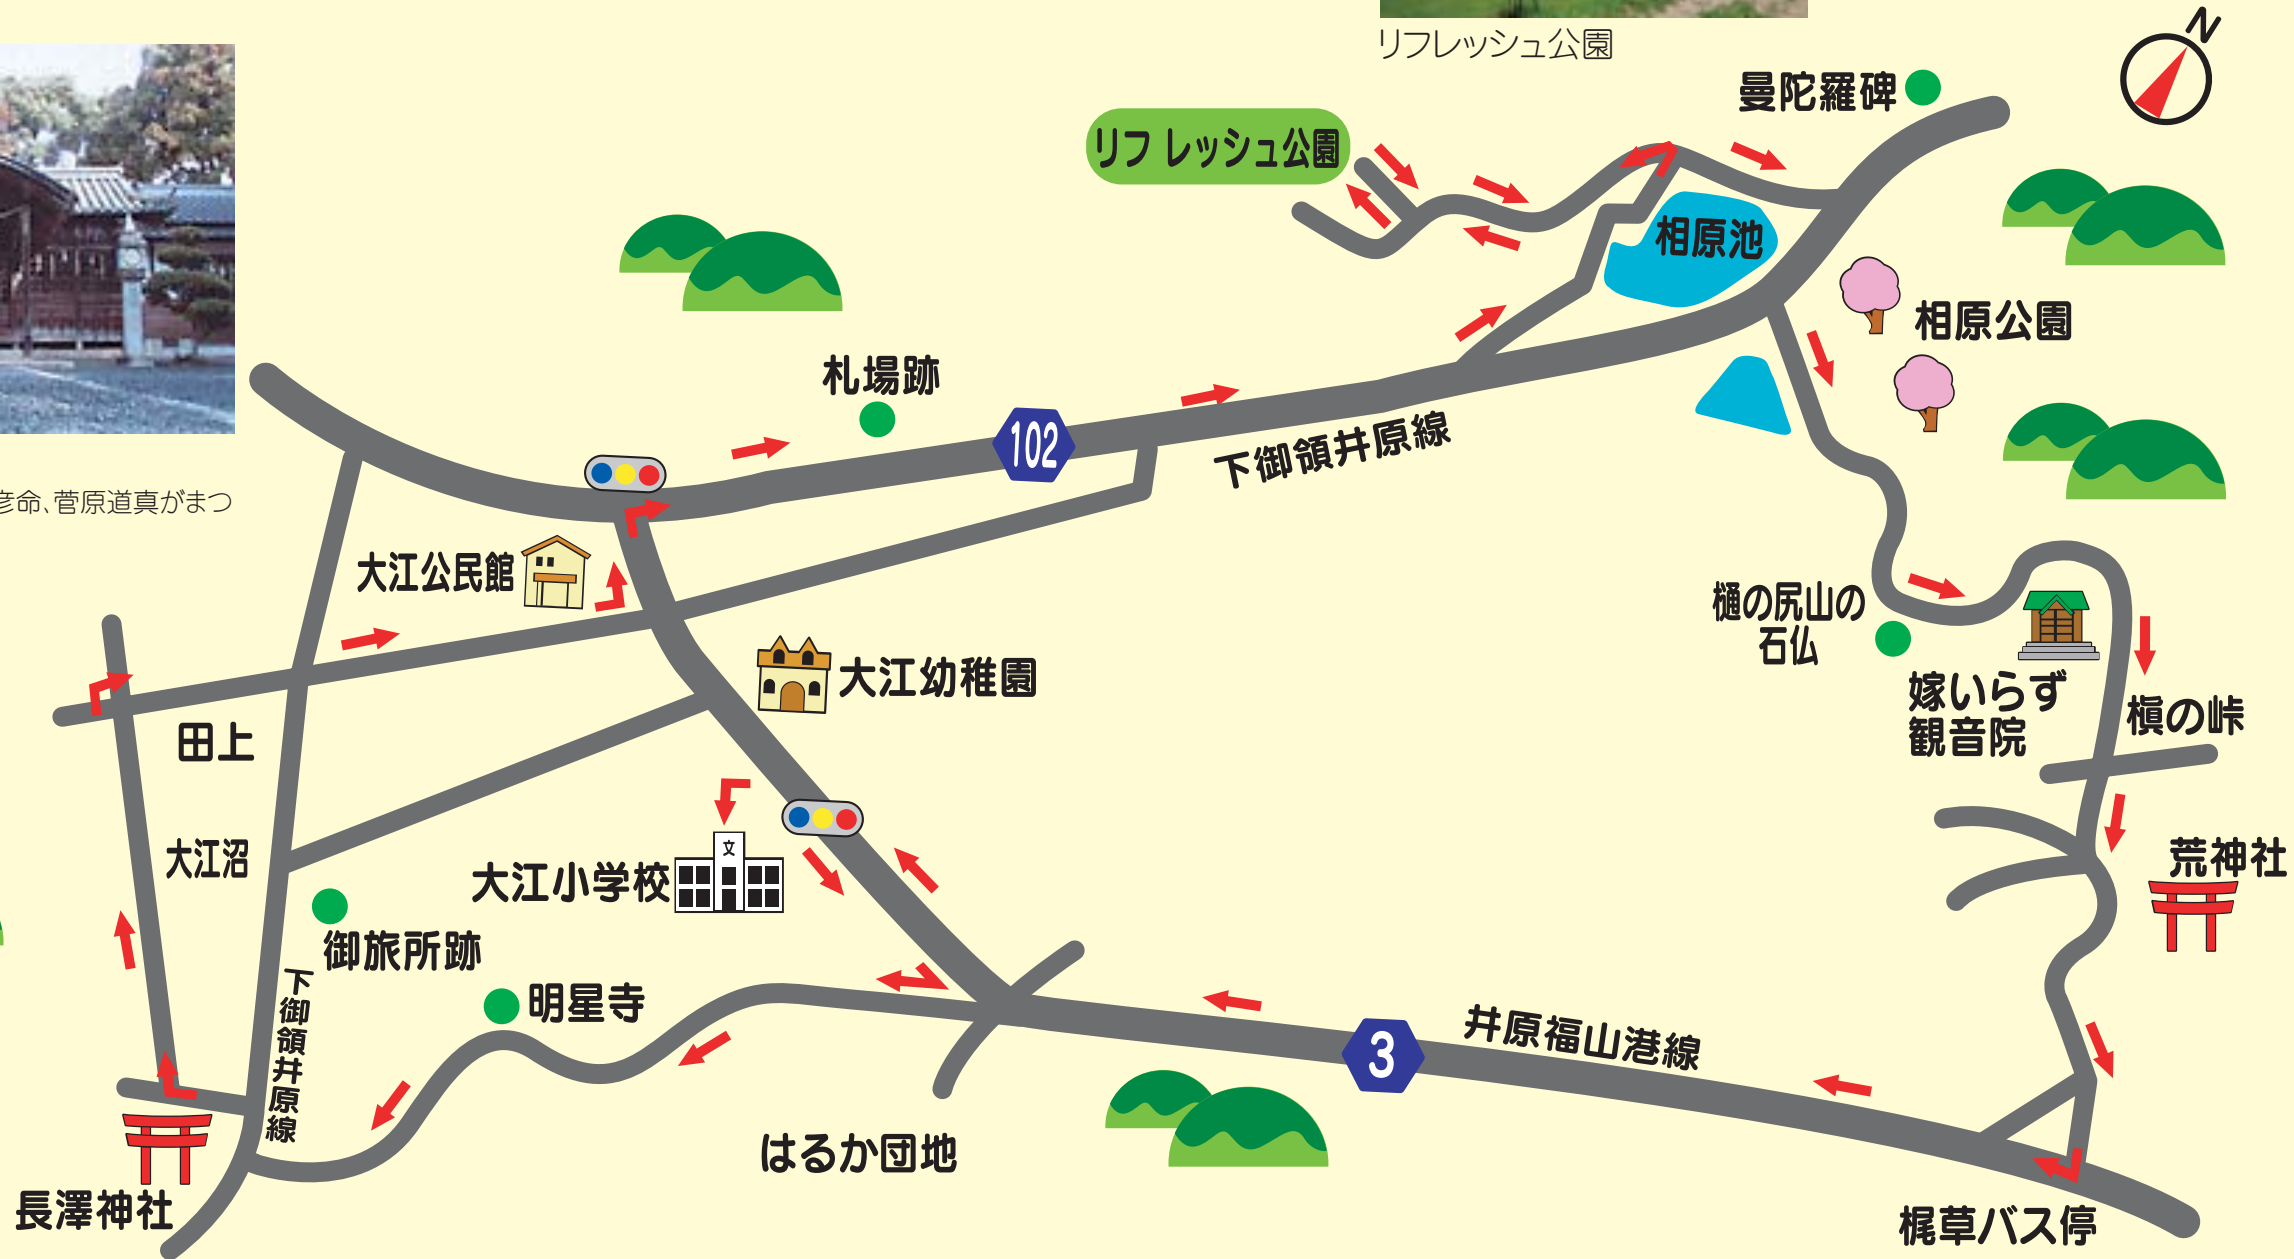 リフレッシュ公園
N
曼陀羅碑
リフレッシュ公園
相原池
相原公園
札場跡
102
下御領井原線
彦命、菅原道真がまつ
大江公民館
樋の尻山の
石仏
大江幼稚園
嫁いらず
観音院
槇の峠
田上
大江沼
文
大江小学校
荒神社
御旅所跡
明星寺
下御領井原線
井原福山港線
3
はるか団地
長澤神社
梶草バス停